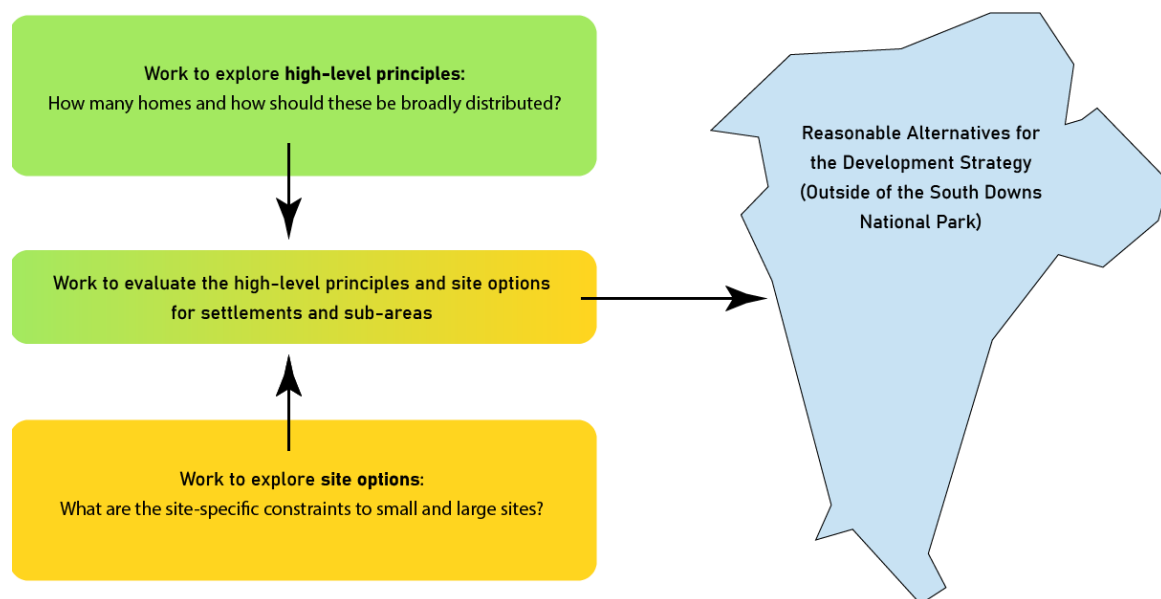 Work to explore high-level principles:
How many homes and how should these be broadly distributed?
Work to evaluate the high-level principles and site options
for settlements and sub-areas
Work to explore site options:
What are the site-specific constraints to small and large sites?
Reasonable Alternatives for
the Development Strategy
(Outside of the South Downs
National Park)